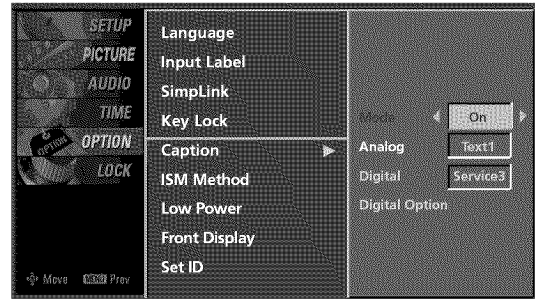 SETUP
PICTURE
AUDIO
TIME
OPTION
OPTION
LOCK
Move MENU Prev
Language
Input Label
SimpLink
Key Lock
Caption
ISM Method
Low Power
Front Display
Set ID
Mode On
Analog Text1
Digital Service3
Digital Option